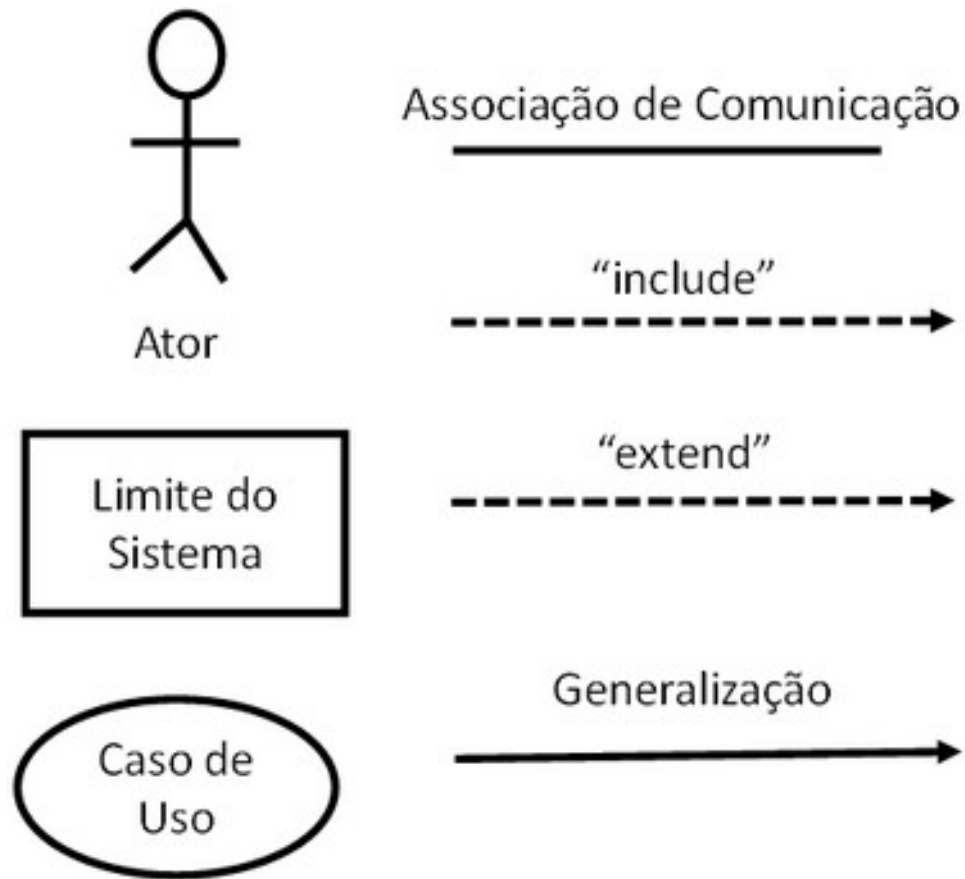 Associação de Comunicação
“include”
Ator
“extend”
Limite do
Sistema
Generalização
Caso de
Uso